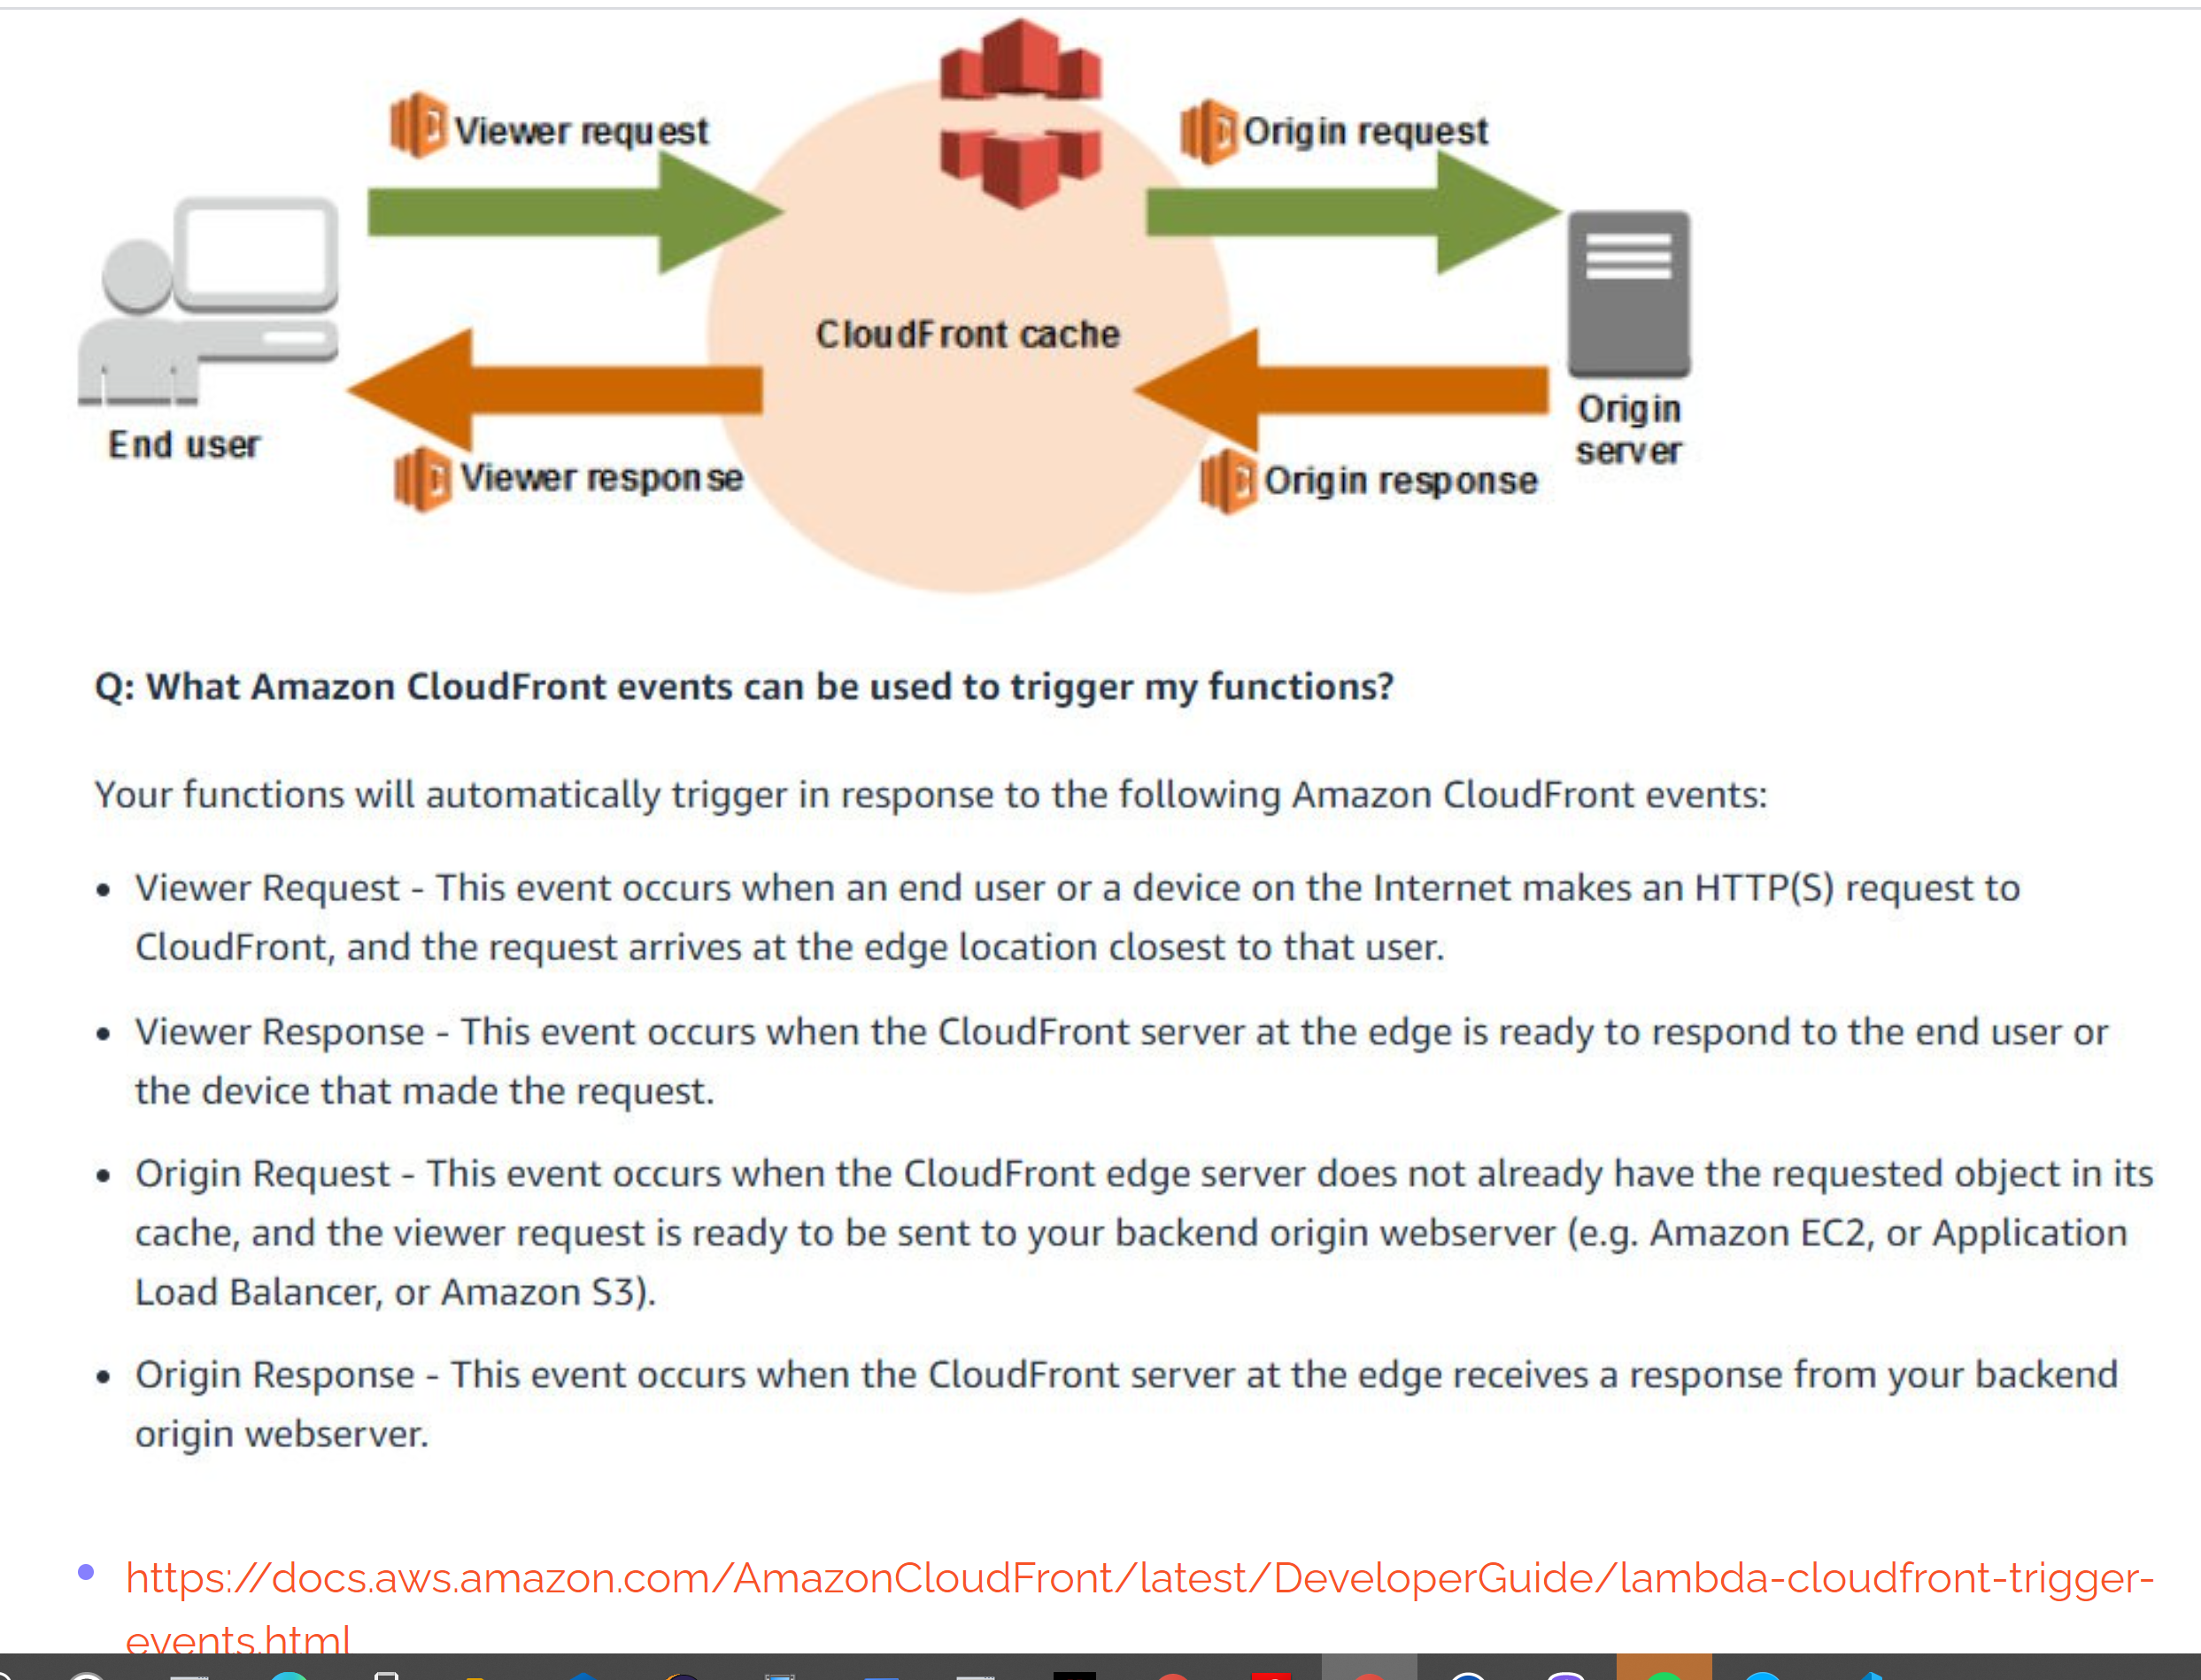 Viewer request
Origin request
CloudFront cache
End user
Origin
server
Viewer response
Origin response
Q: What Amazon CloudFront events can be used to trigger my functions?
Your functions will automatically trigger in response to the following Amazon CloudFront events:
• Viewer Request - This event occurs when an end user or a device on the Internet makes an HTTP(S) request to
CloudFront, and the request arrives at the edge location closest to that user.
• Viewer Response - This event occurs when the CloudFront server at the edge is ready to respond to the end user or
the device that made the request.
• Origin Request - This event occurs when the CloudFront edge server does not already have the requested object in its
cache, and the viewer request is ready to be sent to your backend origin webserver (e.g. Amazon EC2, or Application
Load Balancer, or Amazon S3).
• Origin Response - This event occurs when the CloudFront server at the edge receives a response from your backend
origin webserver.
• https://docs.aws.amazon.com/AmazonCloudFront/latest/DeveloperGuide/lambda-cloudfront-trigger-
events.html